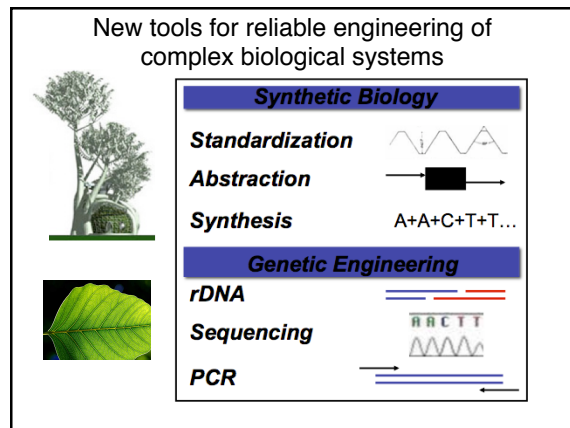 New tools for reliable engineering of
complex biological systems
Synthetic Biology
Standardization
Abstraction
Synthesis
A+A+C+T+T...
Genetic Engineering
rDNA
Sequencing
A A C T T
PCR